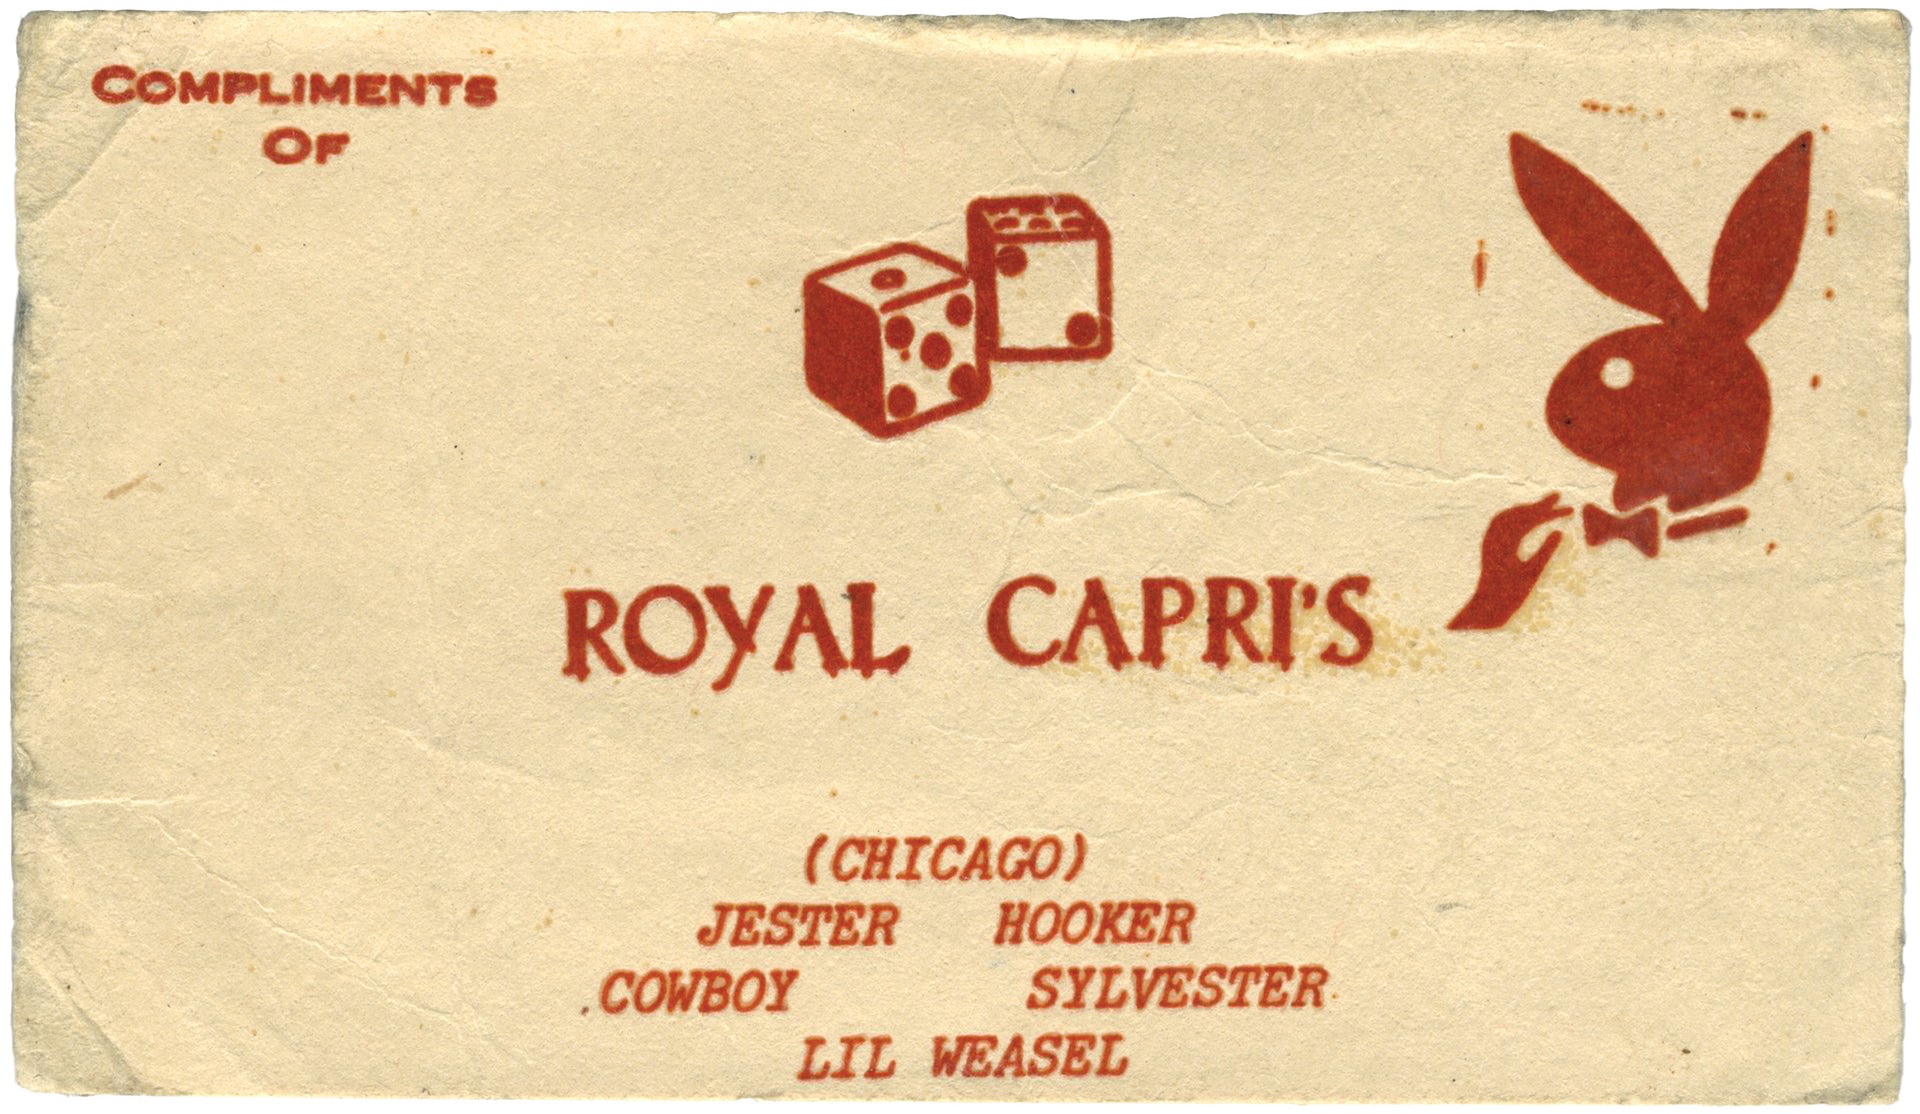 COMPLIMENTS
OF
ROYAL CAPRI'S
(CHICAGO)
JESTER HOOKER
COWBOY SYLVESTER
LIL WEASEL